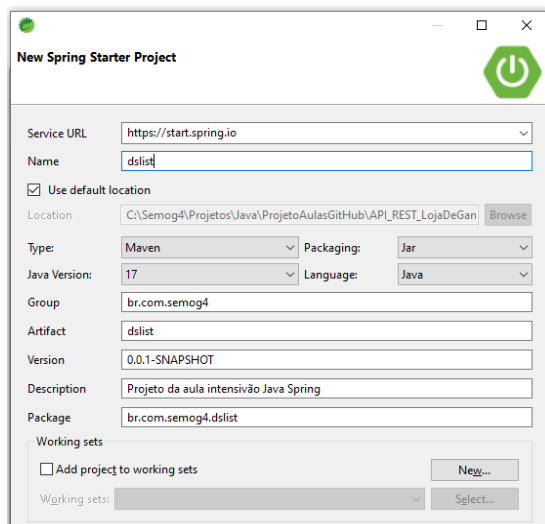 New Spring Starter Project
Service URL https://start.spring.io
Name dslist
Use default location
Location C:\Semog4\Projetos\Java\ProjetoAulasGitHub\API_REST_LojaDeGan Browse
Type: Maven Packaging: Jar
Java Version: 17 Language: Java
Group br.com.semog4
Artifact dslist
Version 0.0.1-SNAPSHOT
Description Projeto da aula intensivão Java Spring
Package br.com.semog4.dslist
Working sets
Add project to working sets New...
Working sets: Select...